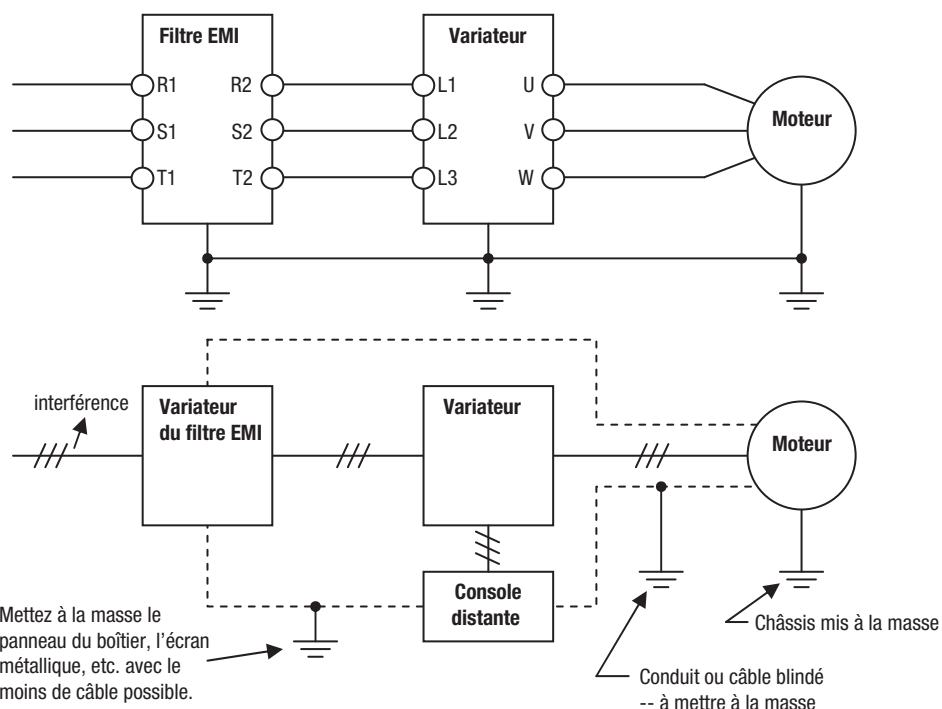 Filtre EMI
Variateur
R1
R2
L1
U
Moteur
S1
S2
L2
V
T1
T2
L3
W
interférence
Variateur
du filtre EMI
Variateur
Moteur
Console
distante
Mettez à la masse le
panneau du boîtier, l'écran
métallique, etc. avec le
moins de câble possible.
Châssis mis à la masse
Conduit ou câble blindé
-- à mettre à la masse